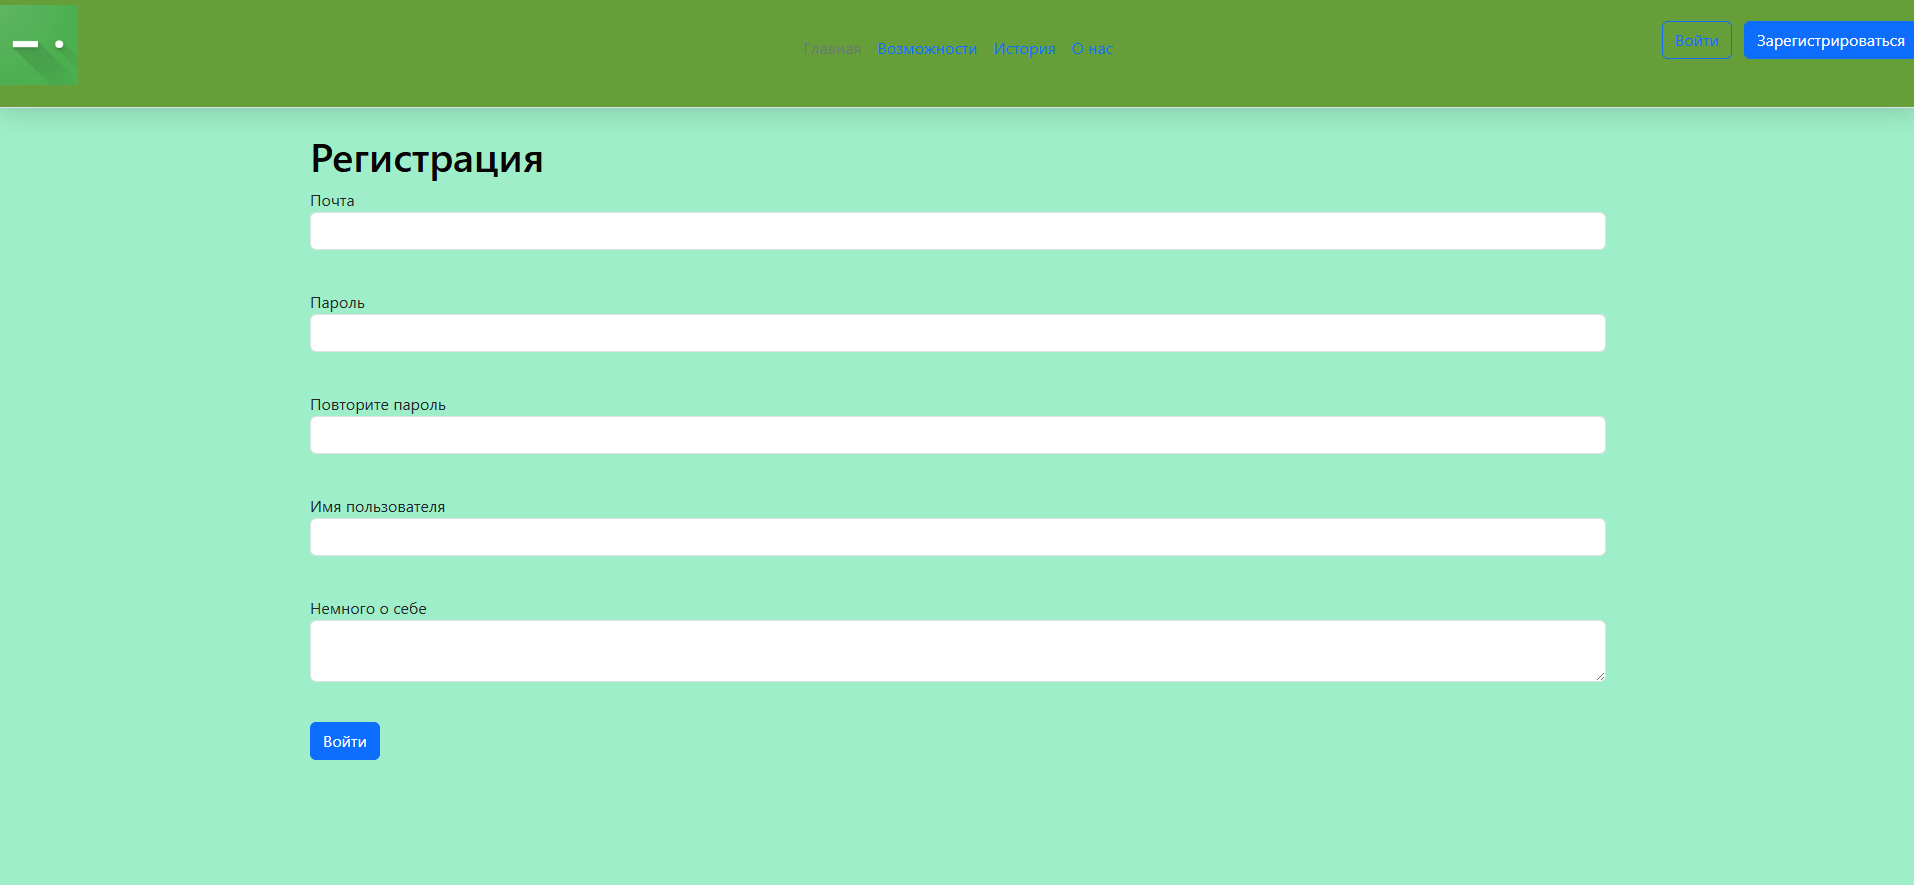 Главная Возможности История О нас Войти Зарегистрироваться
Регистрация
Почта
Пароль
Повторите пароль
Имя пользователя
Немного о себе
Войти